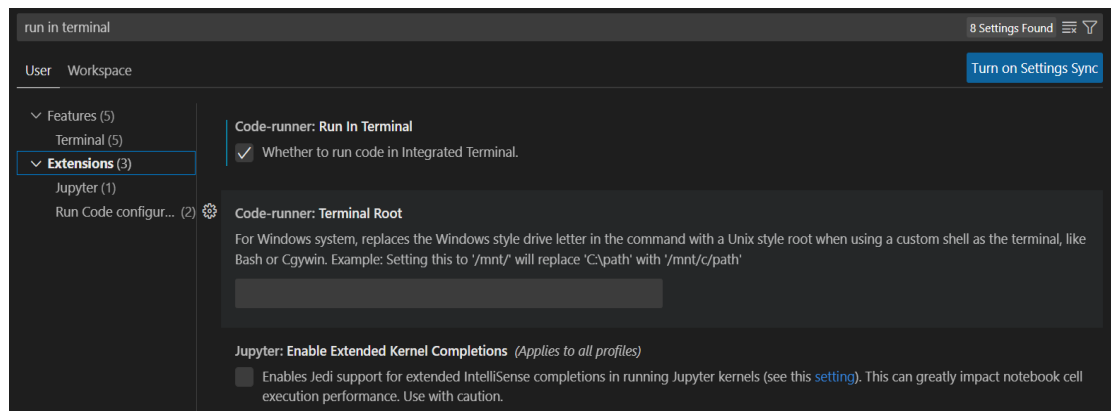 run in terminal
8 Settings Found
User Workspace
Turn on Settings Sync
Features (5)
Terminal (5)
Extensions (3)
Jupyter (1)
Run Code configur... (2)
Code-runner: Run In Terminal
Whether to run code in Integrated Terminal.
Code-runner: Terminal Root
For Windows system, replaces the Windows style drive letter in the command with a Unix style root when using a custom shell as the terminal, like
Bash or Cgywin. Example: Setting this to '/mnt/' will replace 'C:\path' with '/mnt/c/path'
Jupyter: Enable Extended Kernel Completions (Applies to all profiles)
Enables Jedi support for extended IntelliSense completions in running Jupyter kernels (see this setting). This can greatly impact notebook cell
execution performance. Use with caution.